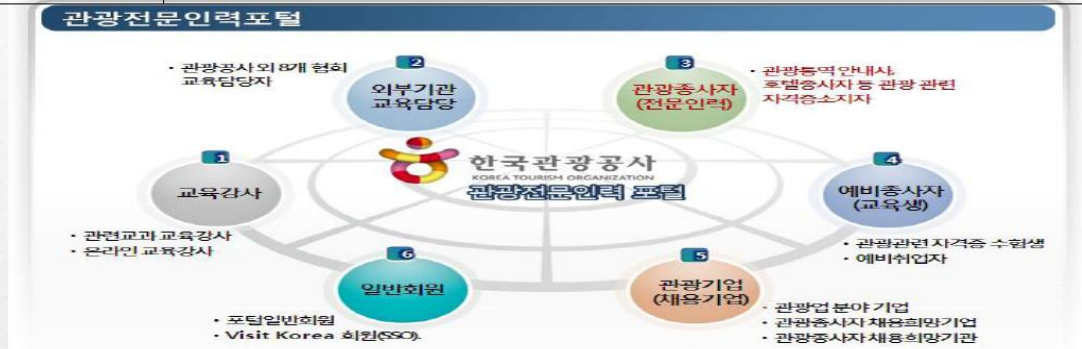 관광전문인력포털
2
외부기관
교육담당
• 관광공사 외 8개 협회
교육담당자
3
관광종사자
(전문인력)
• 관광통역안내사,
호텔종사자 등 관광 관련
자격증소지자
한국관광공사
KOREA TOURISM ORGANIZATION
관광전문인력 포털
1
교육강사
• 관련교과 교육강사
• 온라인 교육강사
4
예비종사자
(교육생)
• 관광관련 자격증 수험생
• 예비취업자
6
일반회원
• 포털일반회원
• Visit Korea 회원(SSO).
5
관광기업
(채용기업)
• 관광업 분야 기업
• 관광종사자 채용희망기업
• 관광종사자 채용희망기관